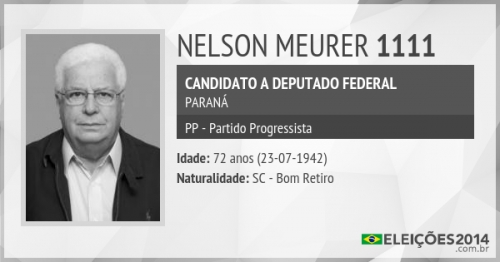 NELSON MEURER 1111
CANDIDATO A DEPUTADO FEDERAL
PARANÁ
PP - Partido Progressista
Idade: 72 anos (23-07-1942)
Naturalidade: SC - Bom Retiro
ELEIÇÕES2014
.com.br